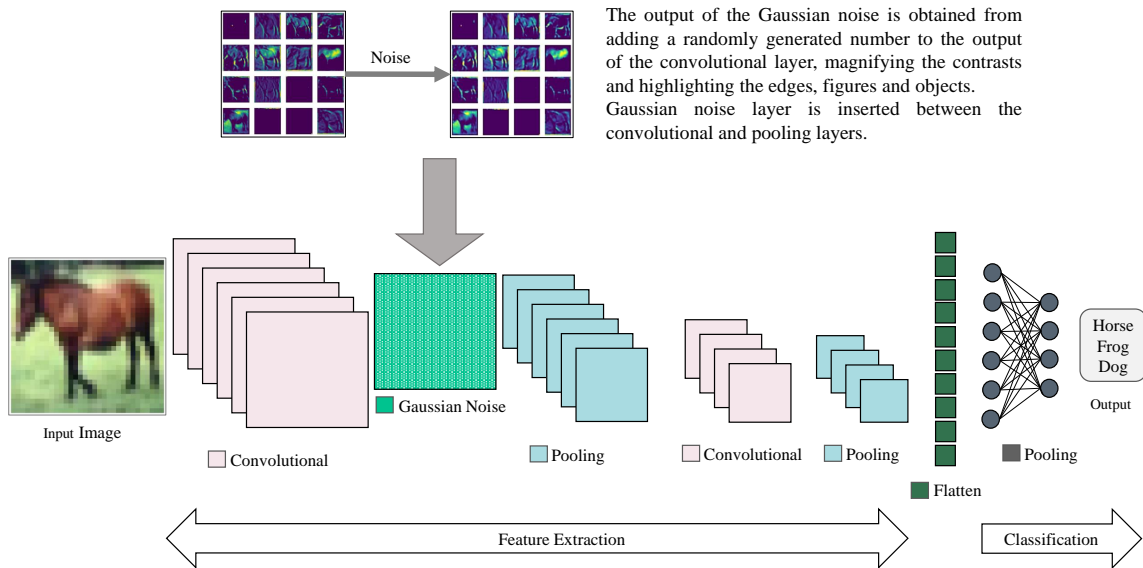 Noise
The output of the Gaussian noise is obtained from
adding a randomly generated number to the output
of the convolutional layer, magnifying the contrasts
and highlighting the edges, figures and objects.
Gaussian noise layer is inserted between the
convolutional and pooling layers.
Input Image
Convolutional
Gaussian Noise
Pooling
Convolutional
Pooling
Flatten
Pooling
Horse
Frog
Dog
Output
Feature Extraction
Classification